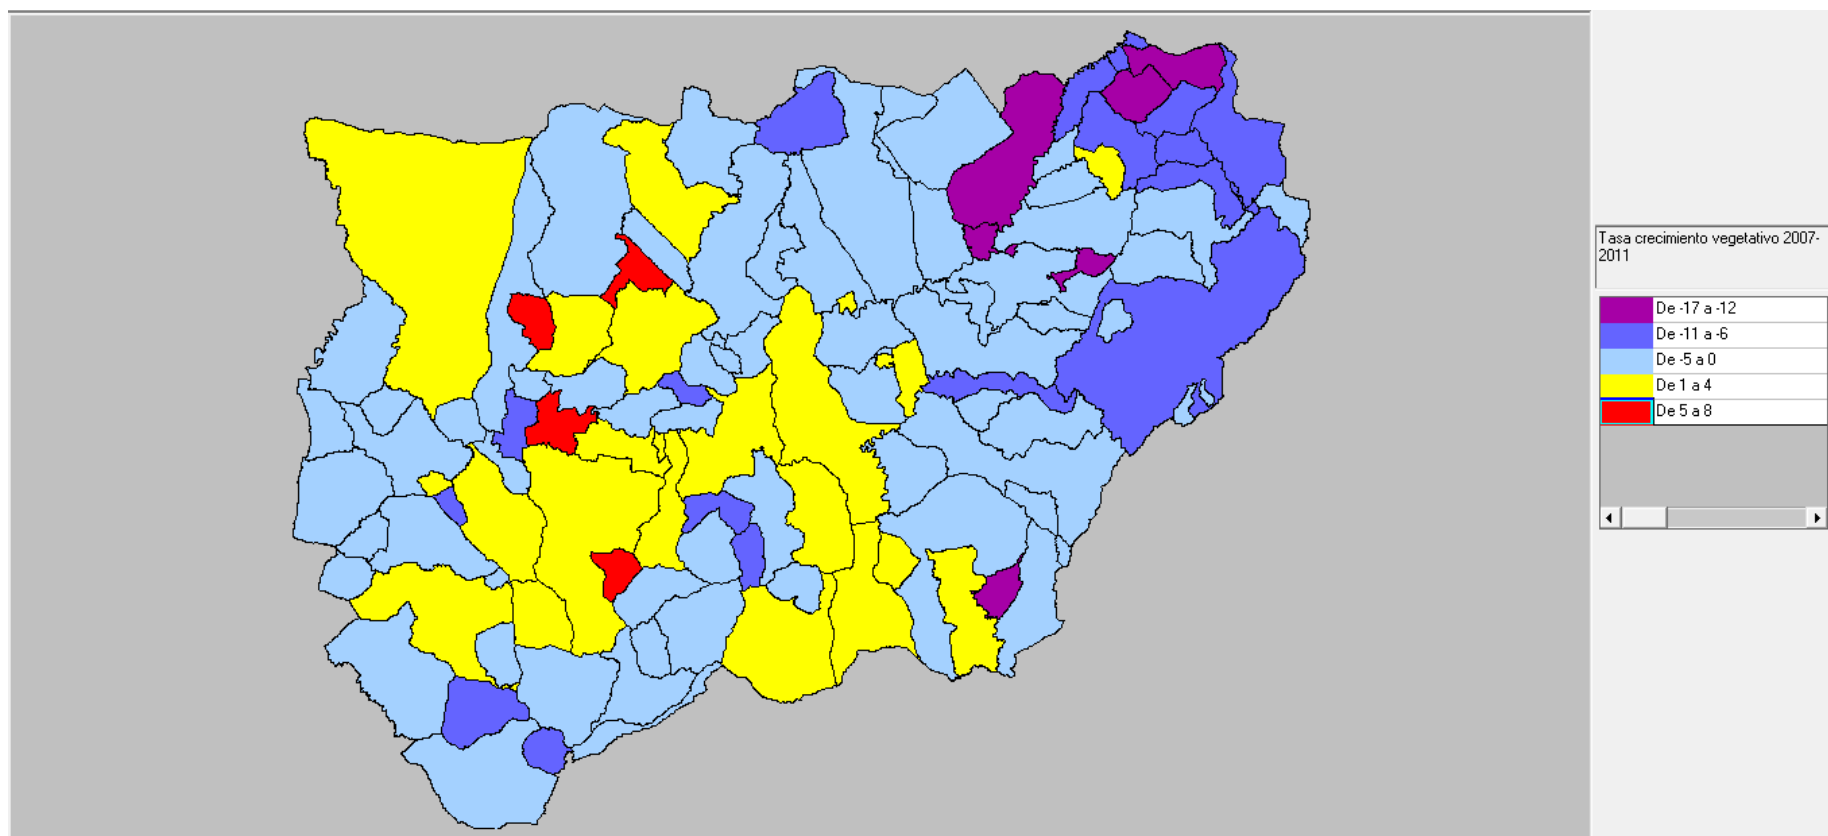 Tasa crecimiento vegetativo 2007-
2011
De -17 a -12
De -11 a -6
De -5 a 0
De 1 a 4
De 5 a 8